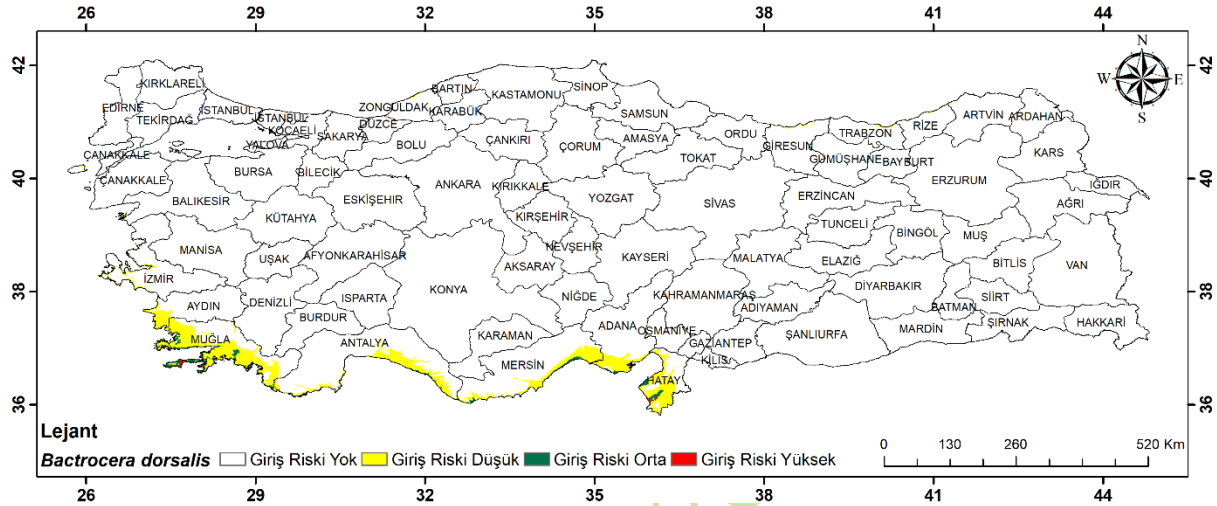 26 29 32 35 38 41 44
N
W E
S
42 42
KIRKLARELİ
BARTIN
SİNOP
KASTAMONU
EDİRNE
İSTANBUL
ZONGULDAK
TEKİRDAĞ
İSTANBUL
KARABÜK
SAMSUN
ARTVİN
ARDAHAN
KOCAELİ
DÜZCE
RİZE
SAKARYA
ORDU
TRABZON
AMASYA
YALOVA
BOLU
ÇANKIRI
ÇORUM
GİRESUN
KARS
ÇANAKKALE
TOKAT
GÜMÜŞHANE
BAYBURT
40 40
ÇANAKKALE
BURSA
BİLECİK
ANKARA
KIRIKKALE
ERZURUM
IĞDIR
BALIKESİR
ESKİŞEHİR
YOZGAT
SİVAS
ERZİNCAN
AĞRI
KÜTAHYA
KIRŞEHİR
TUNCELİ
BİNGÖL
MUŞ
MANİSA
UŞAK
AFYONKARAHİSAR
NEVŞEHİR
KAYSERİ
MALATYA
ELAZIĞ
BİTLİS
VAN
İZMİR
AKSARAY
38 38
KONYA
AYDIN
DENİZLİ
ISPARTA
NİĞDE
KAHRAMANMARAŞ
DİYARBAKIR
SİİRT
BURDUR
ADIYAMAN
BATMAN
MUĞLA
ANTALYA
KARAMAN
ADANA
OSMANİYE
ŞANLIURFA
MARDİN
ŞIRNAK
HAKKARİ
GAZİANTEP
MERSİN
KİLİS
HATAY
36 36
Lejant
0 130 260 520 Km
Bactrocera dorsalis Giriş Riski Yok Giriş Riski Düşük Giriş Riski Orta Giriş Riski Yüksek
26 29 32 35 38 41 44